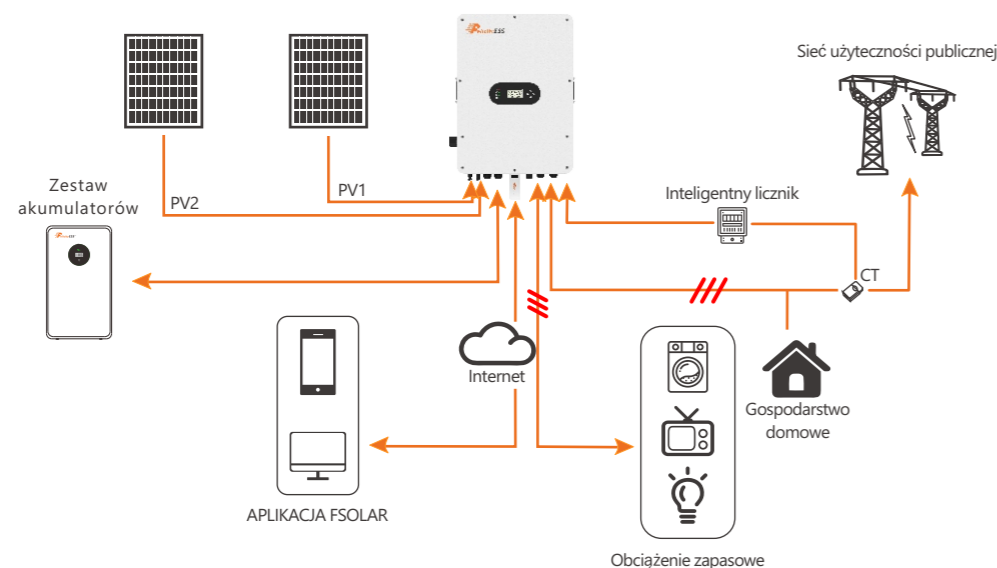 Sieć użyteczności publicznej
Zestaw
akumulatorów
PV2
PV1
Inteligentny licznik
CT
Internet
Gospodarstwo
domowe
APLIKACJA FSOLAR
Obciążenie zapasowe